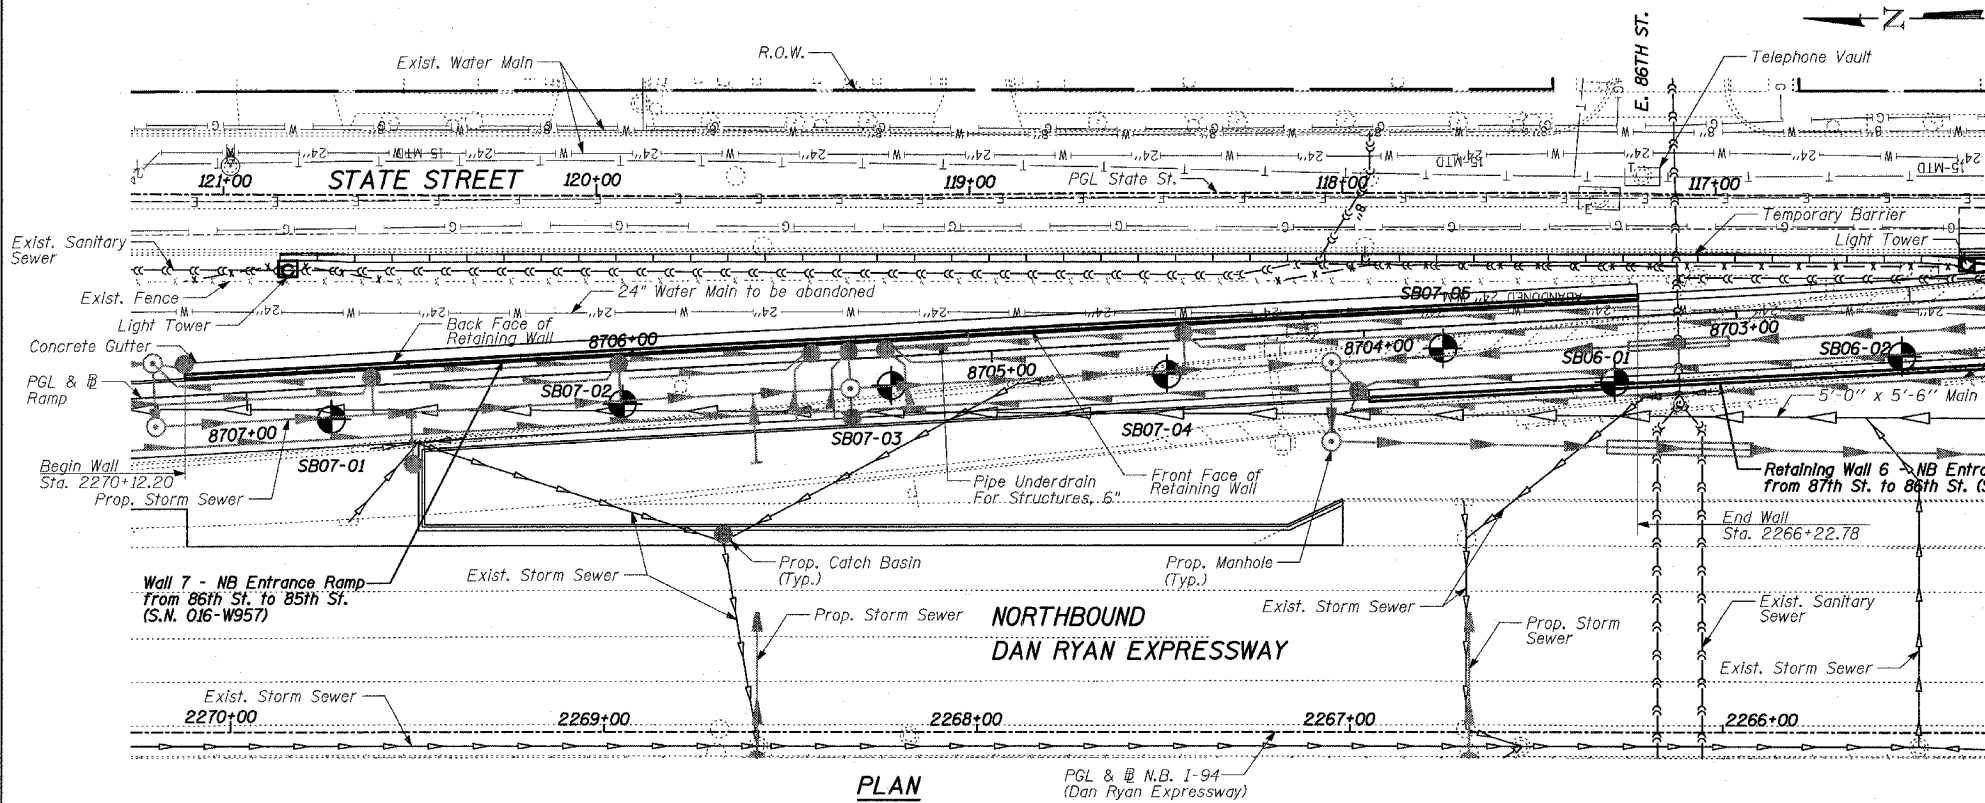 N
E. 86TH ST.
R.O.W.
Exist. Water Main
Telephone Vault
121+00
STATE STREET
120+00
119+00
PGL State St.
118+00
117+00
Temporary Barrier
Light Tower
Exist. Sanitary
Sewer
Exist. Fence
24" Water Main to be abandoned
Light Tower
Back Face of
Retaining Wall
Concrete Gutter
8706+00
SB07-05
ABANDONED 24"
8703+00
8704+00
SB06-01
SB06-02
PGL & ℄
Ramp
SB07-02
8705+00
5'-0" x 5'-6" Main
8707+00
SB07-01
SB07-03
SB07-04
Begin Wall
Sta. 2270+12.20
Prop. Storm Sewer
Pipe Underdrain
For Structures, 6"
Front Face of
Retaining Wall
Retaining Wall 6 - NB Entra
from 87th St. to 86th St. (S
End Wall
Sta. 2266+22.78
Wall 7 - NB Entrance Ramp
from 86th St. to 85th St.
(S.N. 016-W957)
Exist. Storm Sewer
Prop. Catch Basin
(Typ.)
Prop. Manhole
(Typ.)
Exist. Storm Sewer
Prop. Storm Sewer
NORTHBOUND
DAN RYAN EXPRESSWAY
Prop. Storm
Sewer
Exist. Sanitary
Sewer
Exist. Storm Sewer
Exist. Storm Sewer
2270+00
2269+00
2268+00
2267+00
2266+00
PLAN
PGL & ℄ N.B. I-94
(Dan Ryan Expressway)